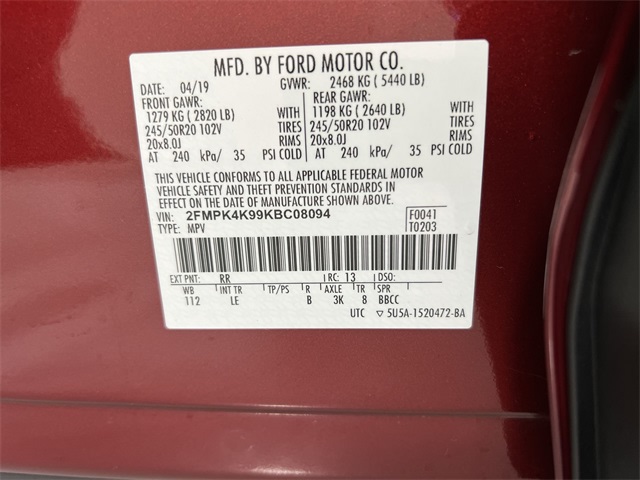 MFD. BY FORD MOTOR CO.
DATE: 04/19 GVWR: 2468 KG ( 5440 LB)
FRONT GAWR: REAR GAWR:
1279 KG ( 2820 LB) WITH 1198 KG ( 2640 LB) WITH
245/50R20 102V TIRES 245/50R20 102V TIRES
20x8.0J RIMS 20x8.0J RIMS
AT 240 kPa/ 35 PSI COLD AT 240 kPa/ 35 PSI COLD
THIS VEHICLE CONFORMS TO ALL APPLICABLE FEDERAL MOTOR
VEHICLE SAFETY AND THEFT PREVENTION STANDARDS IN
EFFECT ON THE DATE OF MANUFACTURE SHOWN ABOVE.
VIN: 2FMPK4K99KBC08094 F0041
TYPE: MPV T0203
EXT PNT: RR RC: 13 DSO:
WB INT TR TP/PS R AXLE TR SPR
112 LE B 3K 8 BBCC
UTC ▽ 5U5A-1520472-BA